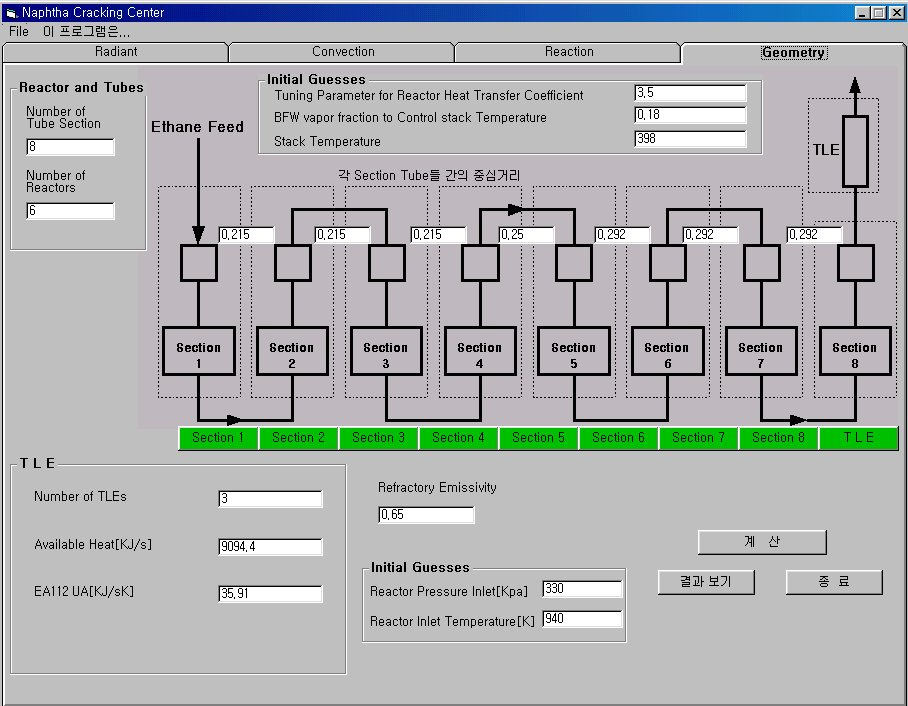 Naphtha Cracking Center
File 이 프로그램은...
Radiant Convection Reaction Geometry
Reactor and Tubes
Number of
Tube Section
8
Number of
Reactors
6
Initial Guesses
Tuning Parameter for Reactor Heat Transfer Coefficient 3.5
BFW vapor fraction to Control stack Temperature 0.18
Stack Temperature 398
Ethane Feed
TLE
각 Section Tube들 간의 중심거리
0.215 0.215 0.215 0.25 0.292 0.292 0.292
Section 1 Section 2 Section 3 Section 4 Section 5 Section 6 Section 7 Section 8
Section 1 Section 2 Section 3 Section 4 Section 5 Section 6 Section 7 Section 8 T L E
T L E
Number of TLEs 3
Available Heat[KJ/s] 9094.4
EA112 UA[KJ/sK] 35.91
Refractory Emissivity
0.65
Initial Guesses
Reactor Pressure Inlet[Kpa] 330
Reactor Inlet Temperature[K] 940
계 산
결과 보기 종 료